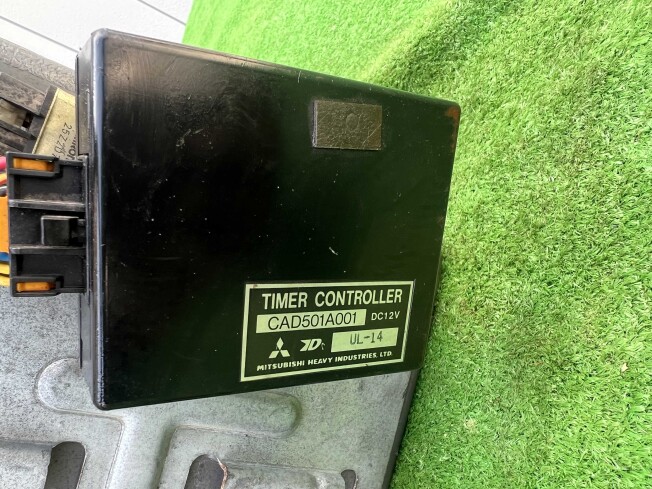 TIMER CONTROLLER
CAD501A001 DC12V
UL-14
MITSUBISHI HEAVY INDUSTRIES, LTD.